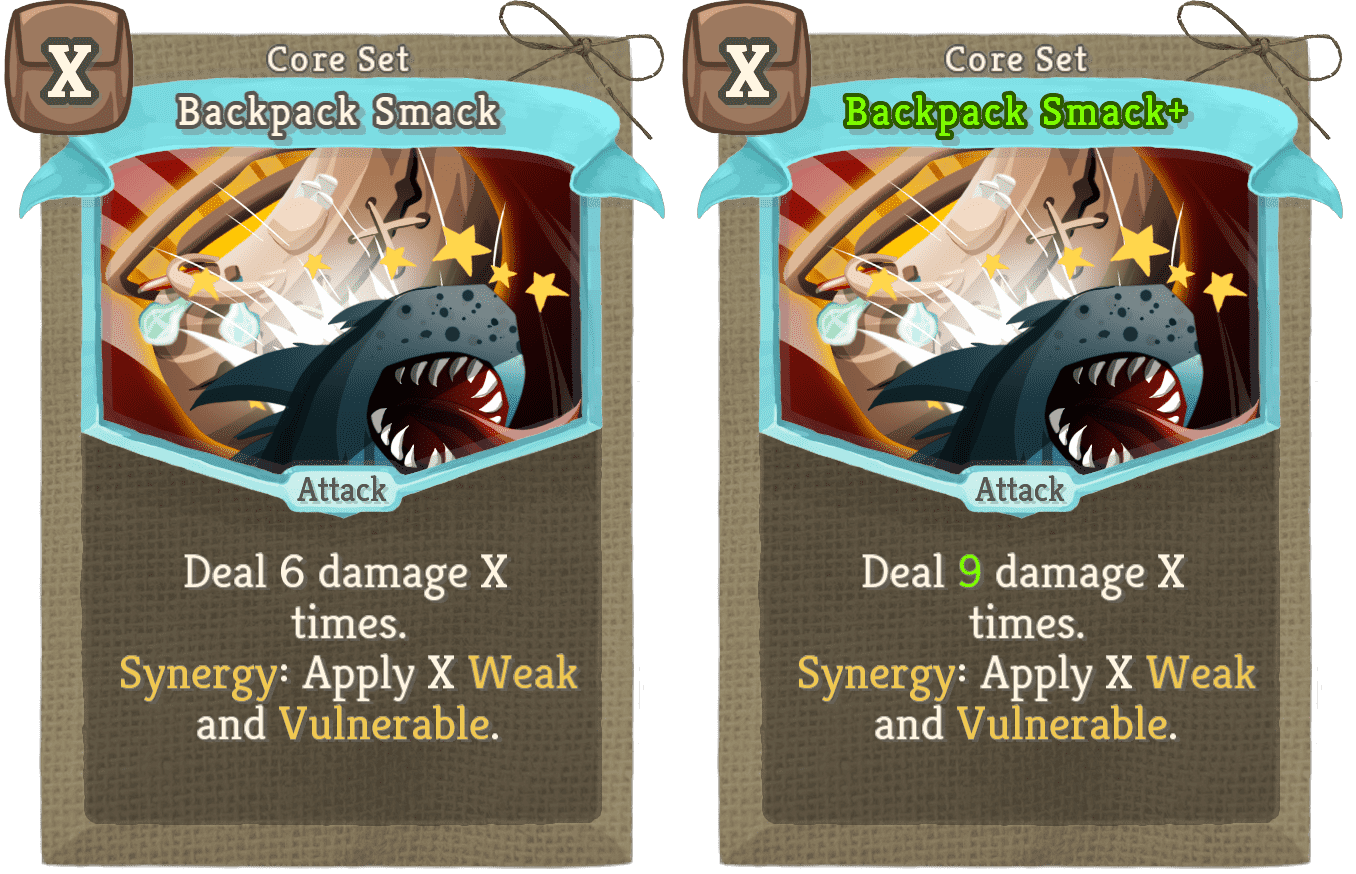 X
Core Set
Backpack Smack
Attack
Deal 6 damage X
times.
Synergy: Apply X Weak
and Vulnerable.
X
Core Set
Backpack Smack+
Attack
Deal 9 damage X
times.
Synergy: Apply X Weak
and Vulnerable.